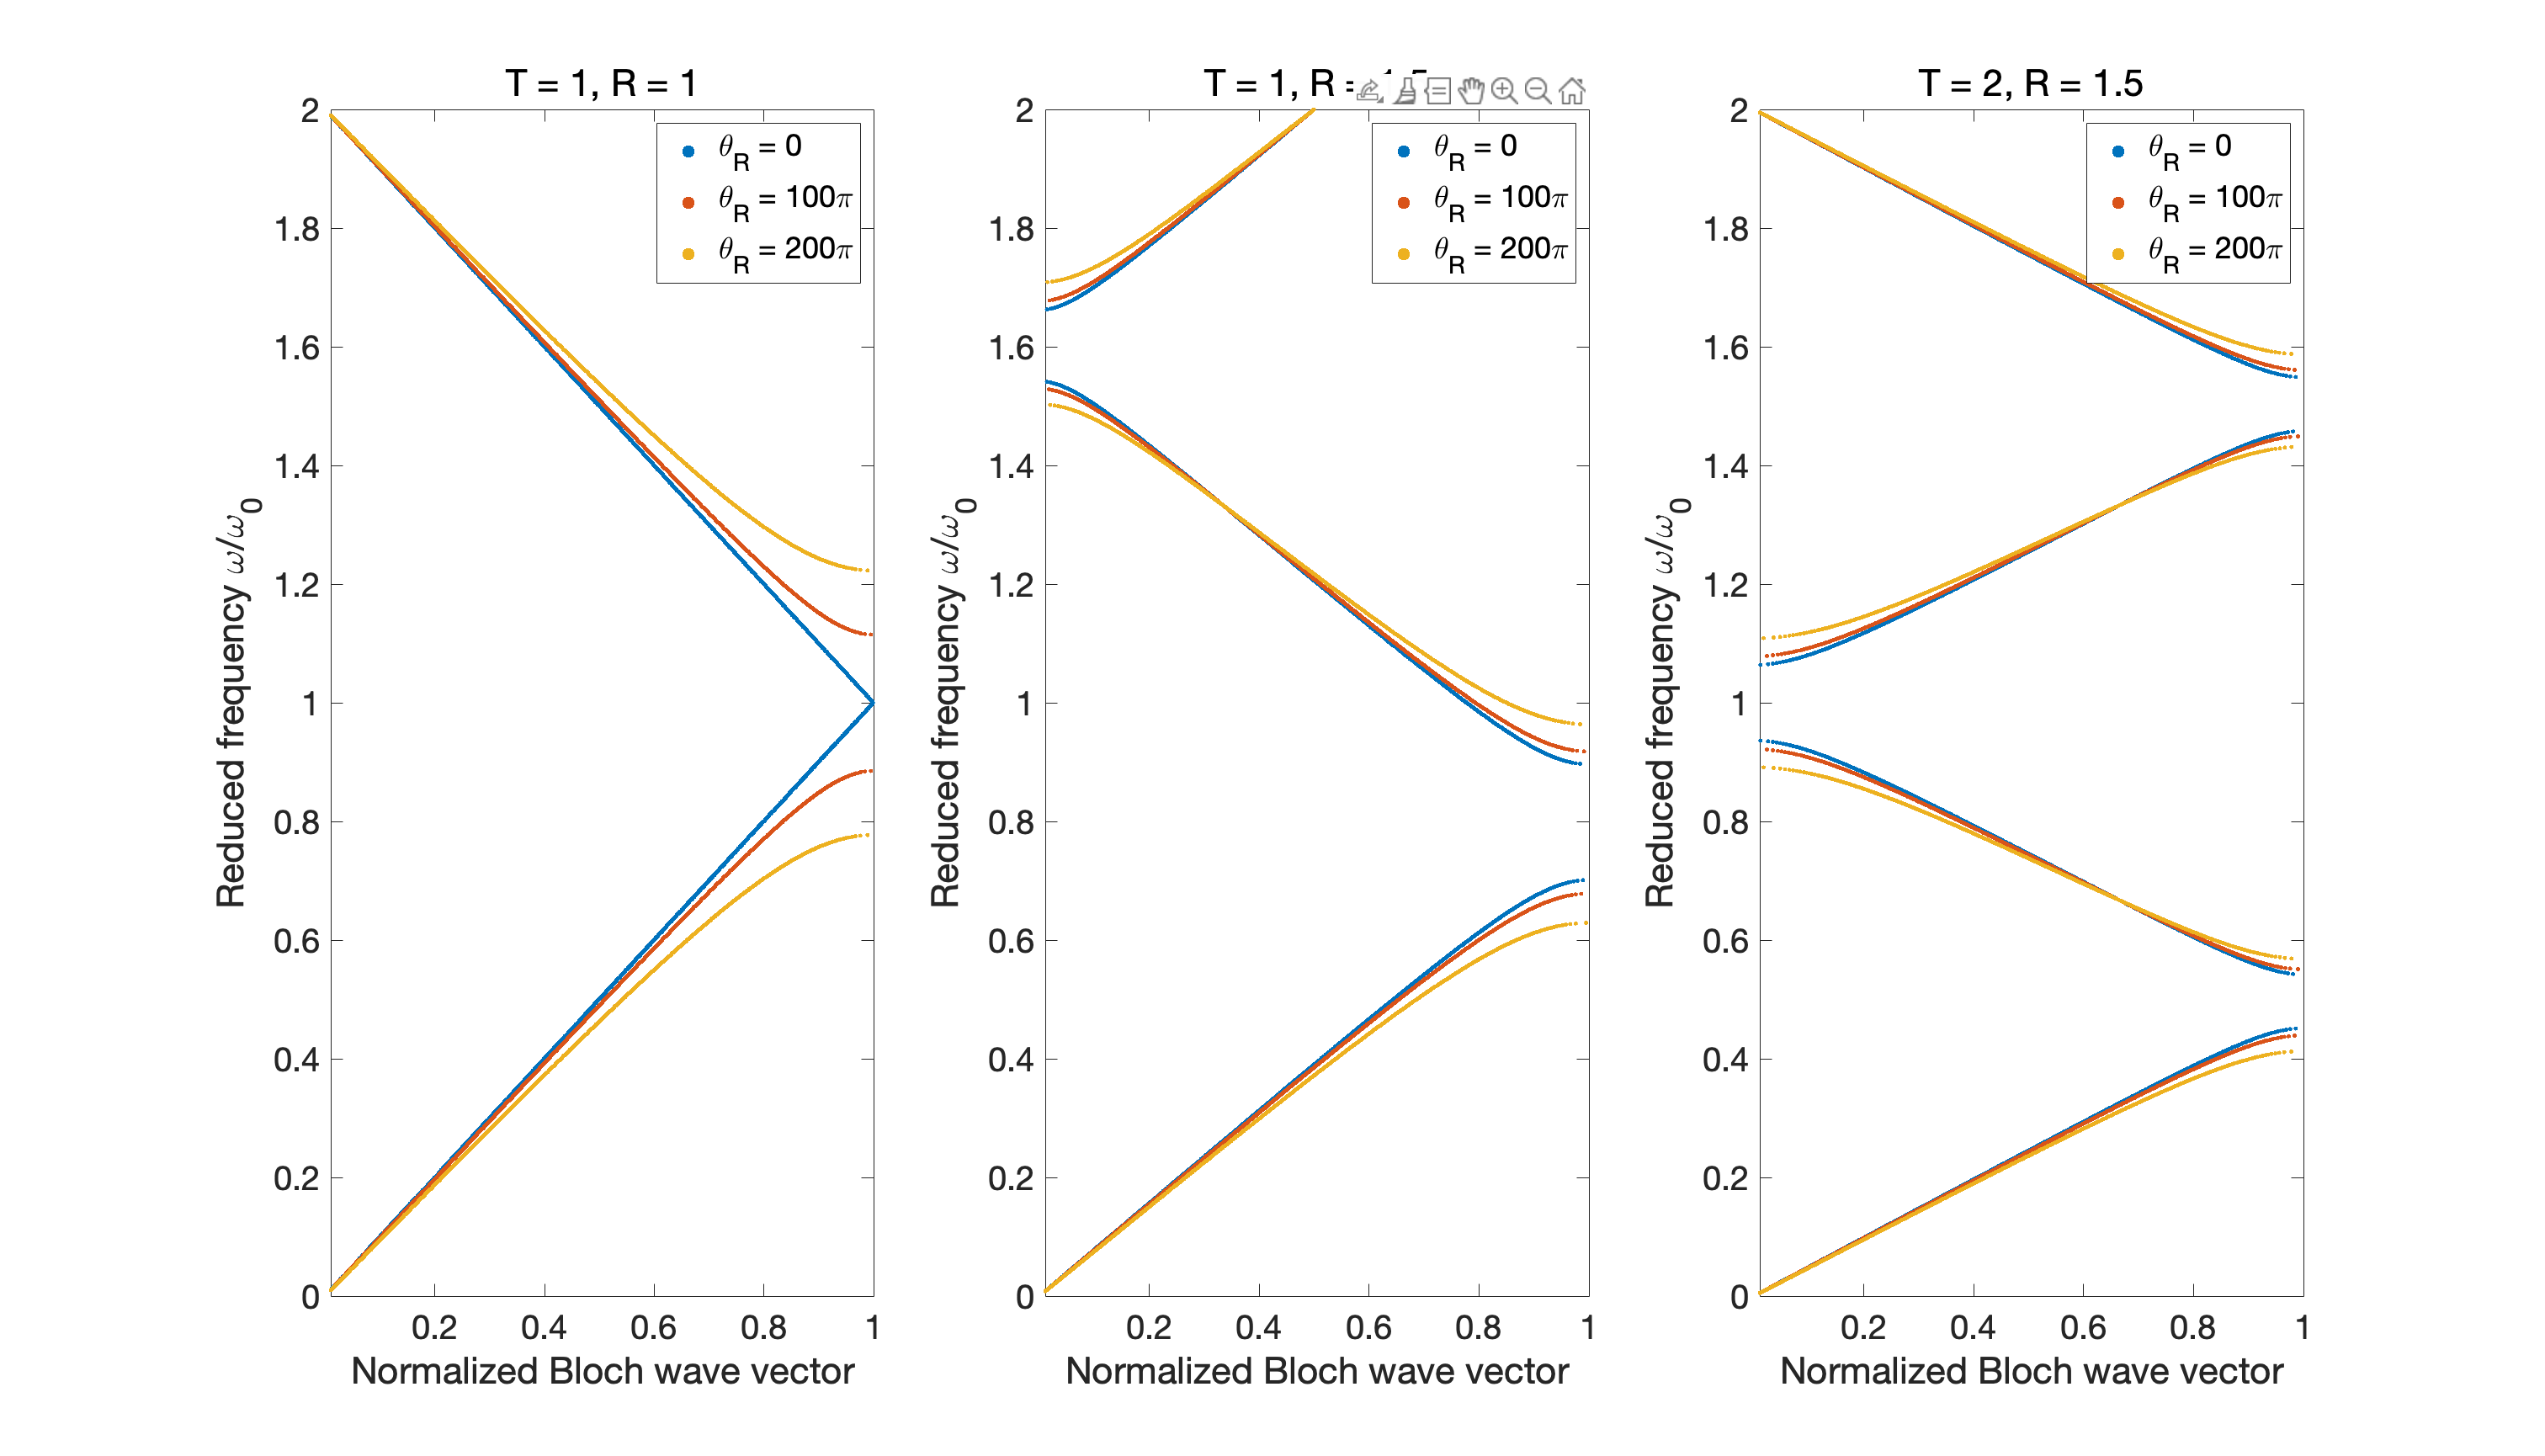 T = 1, R = 1
2
1.8
1.6
1.4
1.2
1
0.8
0.6
0.4
0.2
0
0.2 0.4 0.6 0.8 1
Normalized Bloch wave vector
Reduced frequency ω/ω0
θR = 0
θR = 100π
θR = 200π
T = 1, R =
2
1.8
1.6
1.4
1.2
1
0.8
0.6
0.4
0.2
0
0.2 0.4 0.6 0.8 1
Normalized Bloch wave vector
Reduced frequency ω/ω0
θR = 0
θR = 100π
θR = 200π
T = 2, R = 1.5
2
1.8
1.6
1.4
1.2
1
0.8
0.6
0.4
0.2
0
0.2 0.4 0.6 0.8 1
Normalized Bloch wave vector
Reduced frequency ω/ω0
θR = 0
θR = 100π
θR = 200π